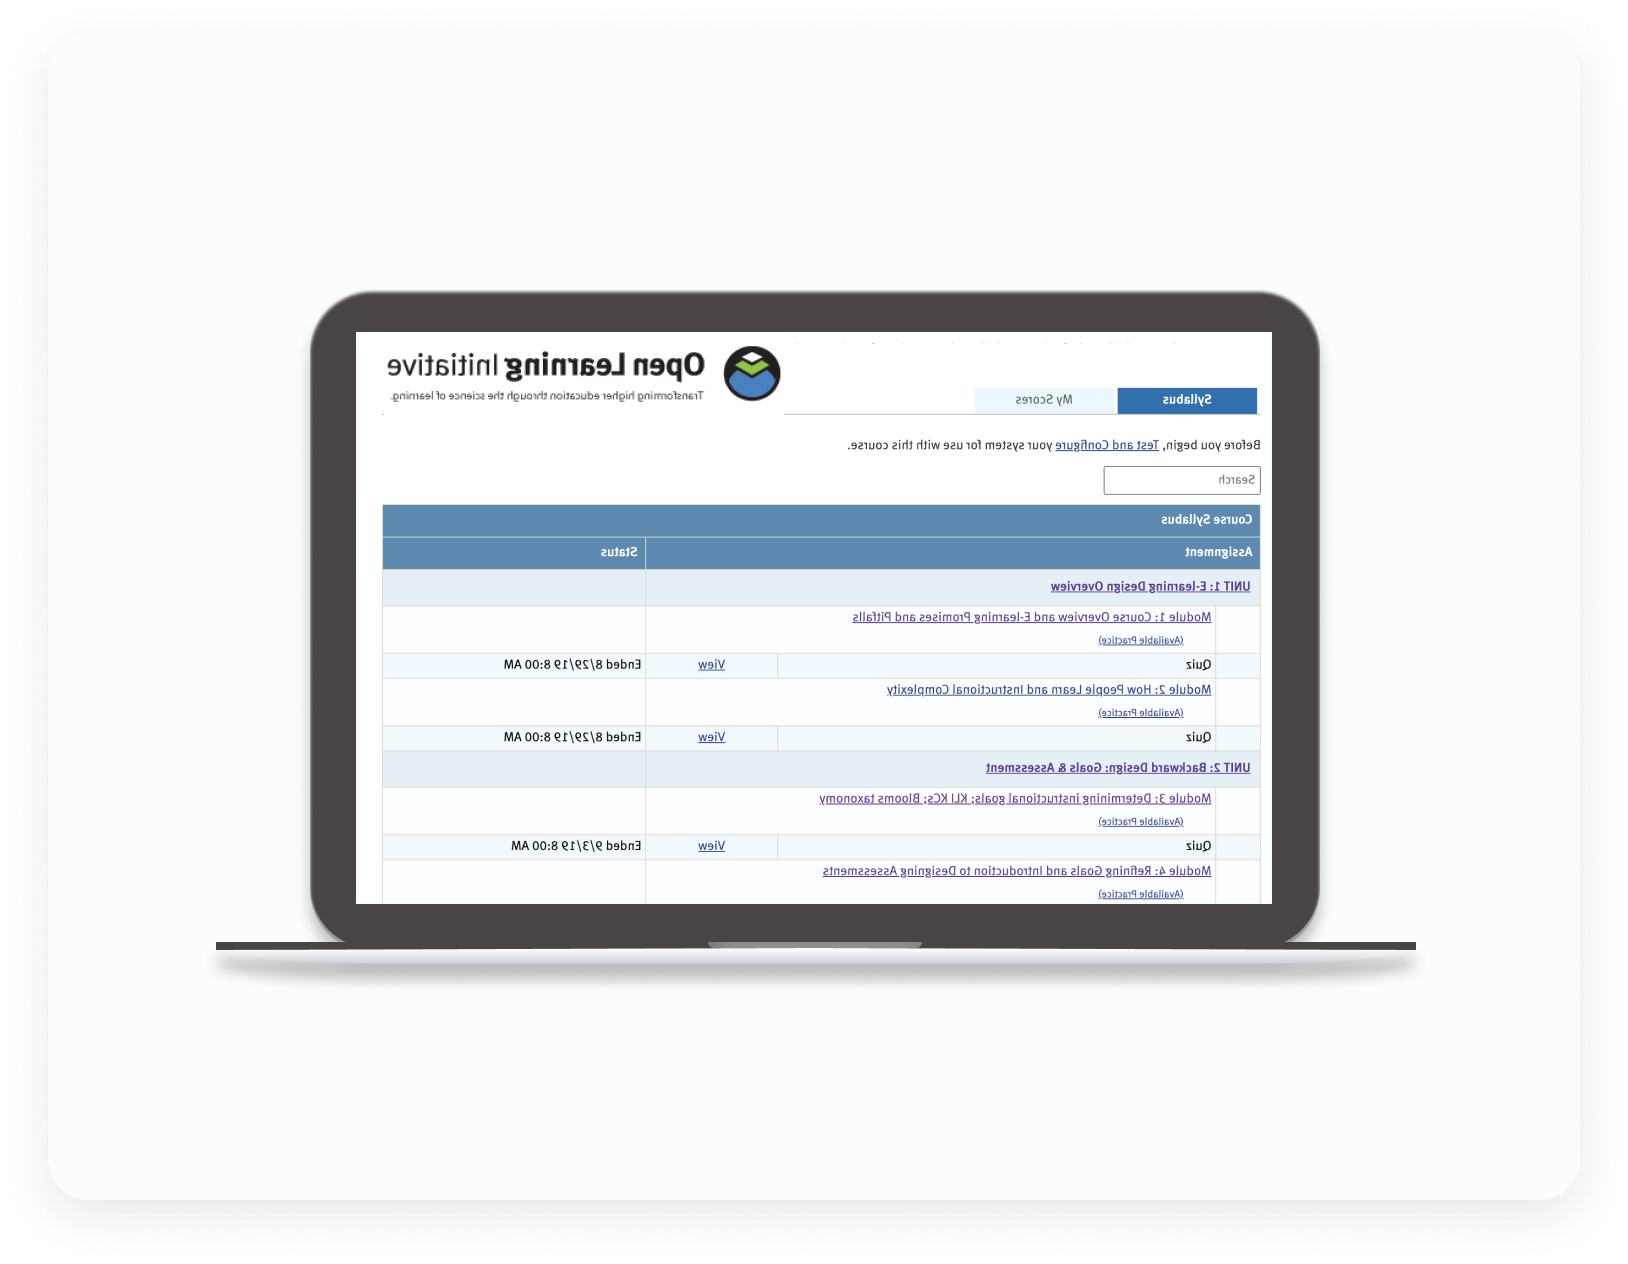 Open Learning Initiative
Transforming higher education through the science of learning.
Syllabus
My Scores
Before you begin, Test and Configure your system for use with this course.
Search
Course Syllabus
Assignment Status
UNIT 1: E-learning Design Overview
Module 1: Course Overview and E-learning Promises and Pitfalls
(Available Practice)
Quiz View Ended 8/29/19 8:00 AM
Module 2: How People Learn and Instructional Complexity
(Available Practice)
Quiz View Ended 8/29/19 8:00 AM
UNIT 2: Backward Design: Goals & Assessment
Module 3: Determining instructional goals; KLI KCs; Blooms taxonomy
(Available Practice)
Quiz View Ended 9/3/19 8:00 AM
Module 4: Refining Goals and Introduction to Designing Assessments
(Available Practice)